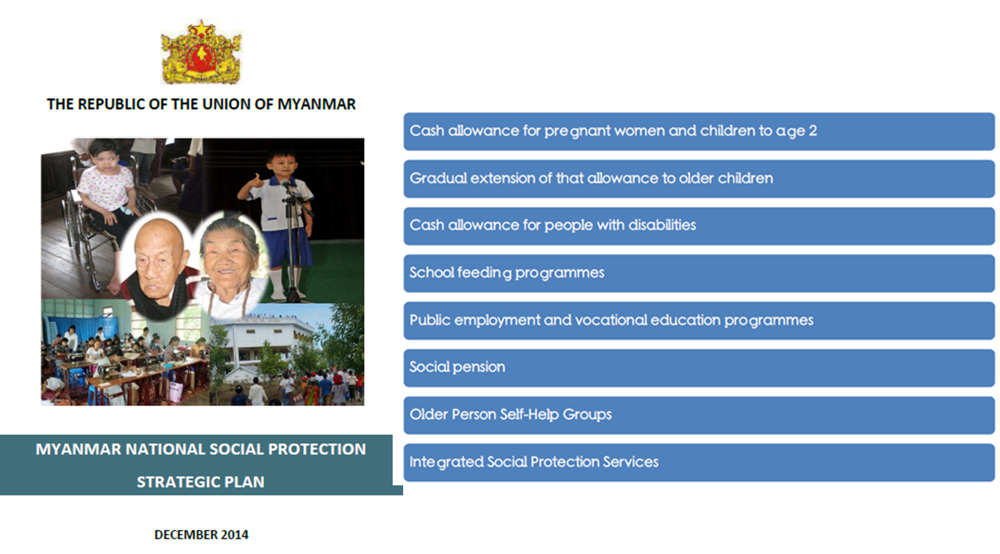 THE REPUBLIC OF THE UNION OF MYANMAR
MYANMAR NATIONAL SOCIAL PROTECTION
STRATEGIC PLAN
DECEMBER 2014
Cash allowance for pregnant women and children to age 2
Gradual extension of that allowance to older children
Cash allowance for people with disabilities
School feeding programmes
Public employment and vocational education programmes
Social pension
Older Person Self-Help Groups
Integrated Social Protection Services